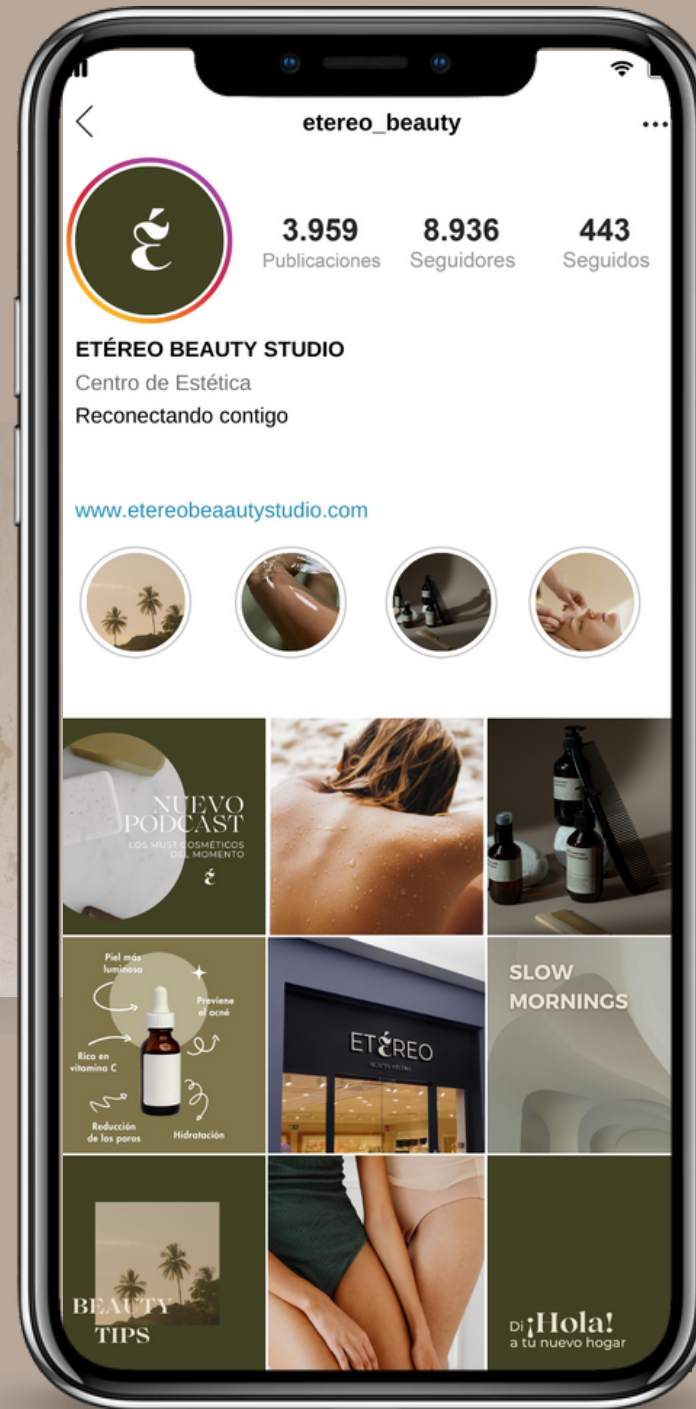 etereo_beauty
é
3.959
8.936
443
Publicaciones
Seguidores
Seguidos
ETÉREO BEAUTY STUDIO
Centro de Estética
Reconectando contigo
www.etereobeaautystudio.com
NUEVO
PODCAST
LOS MUST COSMÉTICOS
DEL MOMENTO
é
Piel más
luminosa
Previene
el acné
Rico en
vitamina C
Reducción
de los poros
Hidratación
ETÉREO
BEAUTY STUDIO
SLOW
MORNINGS
BEAUTY
TIPS
Di ¡Hola!
a tu nuevo hogar